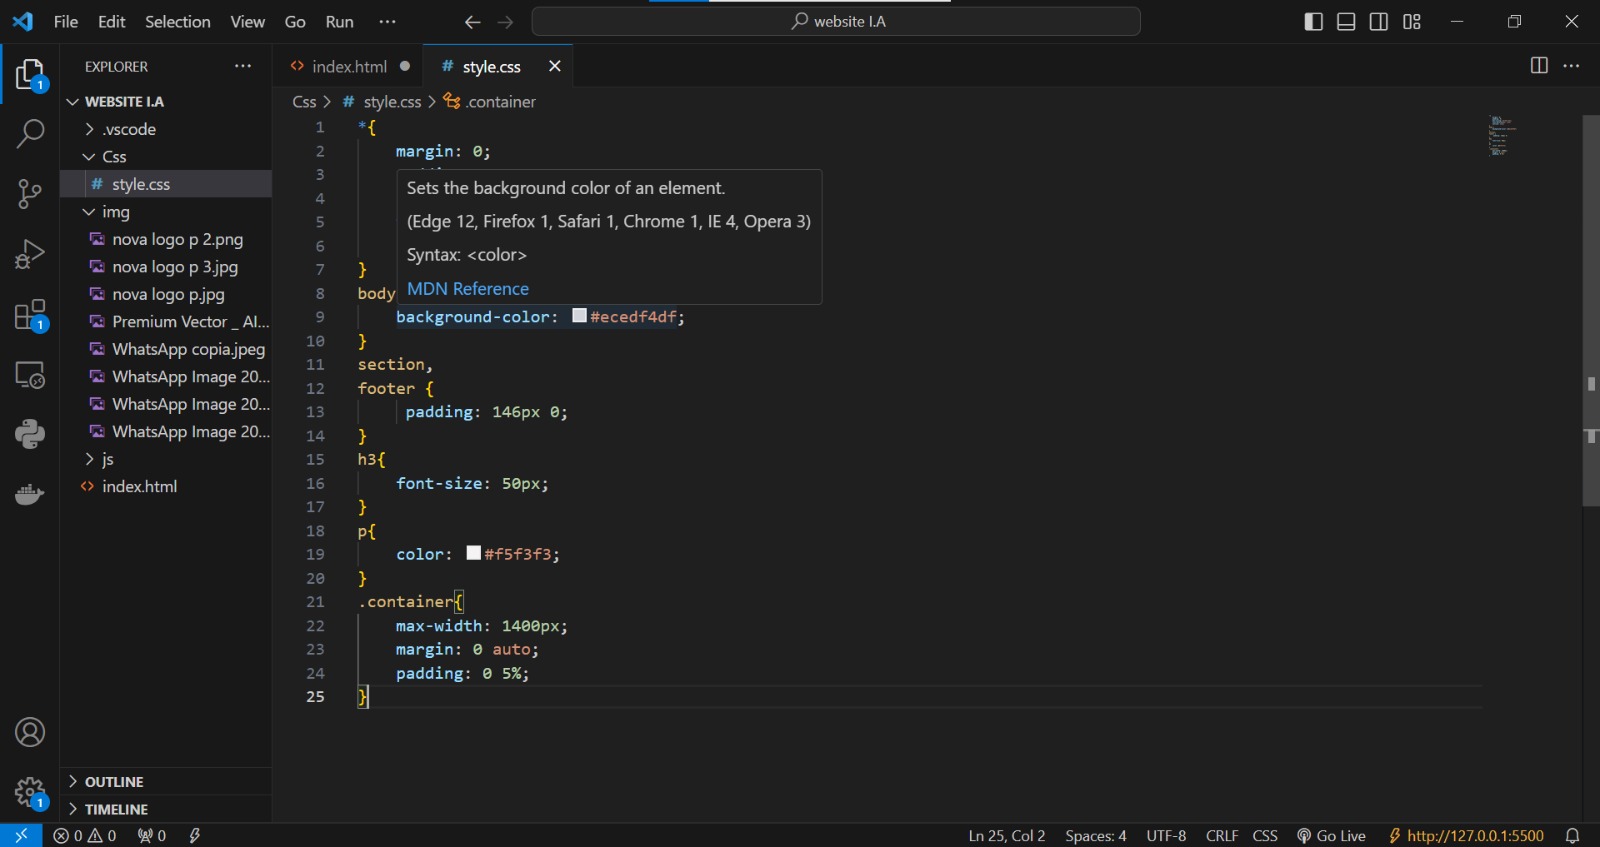 File Edit Selection View Go Run ···
website I.A
EXPLORER ···
index.html
# style.css
WEBSITE I.A
.vscode
Css
# style.css
img
nova logo p 2.png
nova logo p 3.jpg
nova logo p.jpg
Premium Vector _ AI...
WhatsApp copia.jpeg
WhatsApp Image 20...
WhatsApp Image 20...
WhatsApp Image 20...
js
index.html
OUTLINE
TIMELINE
1
1
1
Css > # style.css > .container
1 *{
2 margin: 0;
3
4
5
6
7 }
8 body
Sets the background color of an element.
(Edge 12, Firefox 1, Safari 1, Chrome 1, IE 4, Opera 3)
Syntax: <color>
MDN Reference
9 background-color: #ecedf4df;
10 }
11 section,
12 footer {
13 padding: 146px 0;
14 }
15 h3{
16 font-size: 50px;
17 }
18 p{
19 color: #f5f3f3;
20 }
21 .container{
22 max-width: 1400px;
23 margin: 0 auto;
24 padding: 0 5%;
25 }
0 0 0 Ln 25, Col 2 Spaces: 4 UTF-8 CRLF CSS Go Live http://127.0.0.1:5500